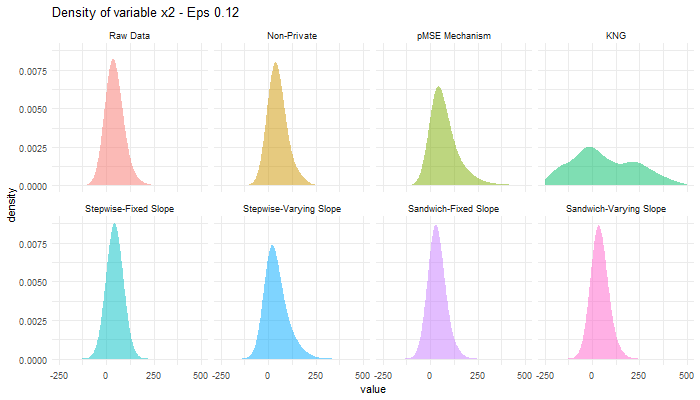 Density of variable x2 - Eps 0.12
Raw Data Non-Private pMSE Mechanism KNG
0.0075
0.0050
0.0025
0.0000
density
Stepwise-Fixed Slope Stepwise-Varying Slope Sandwich-Fixed Slope Sandwich-Varying Slope
0.0075
0.0050
0.0025
0.0000
-250 0 250 500 -250 0 250 500 -250 0 250 500 -250 0 250 500
value